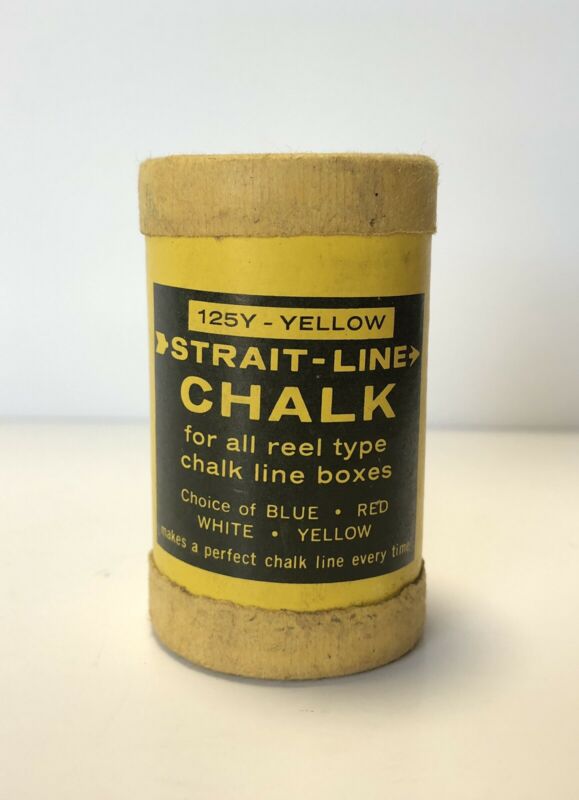 125Y - YELLOW
STRAIT-LINE
CHALK
for all reel type
chalk line boxes
Choice of BLUE • RED
WHITE • YELLOW
makes a perfect chalk line every time